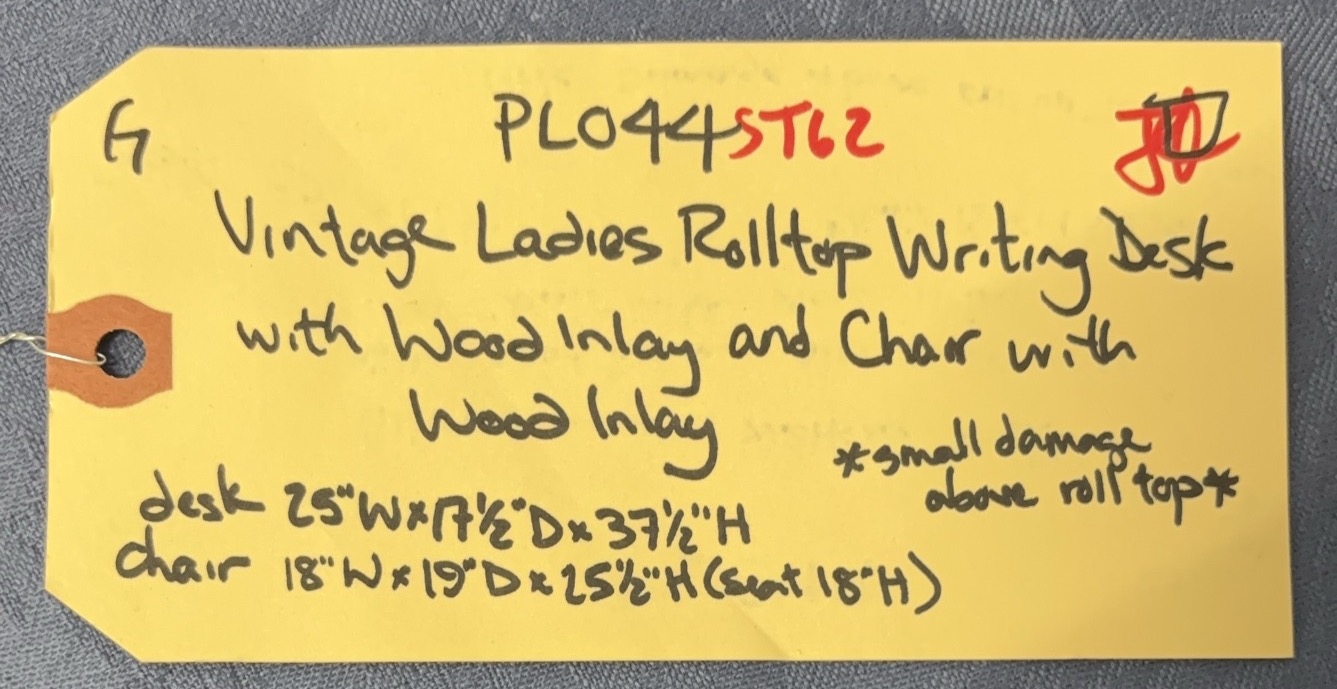 G
PL044ST62
Vintage Ladies Rolltop Writing Desk
with Wood Inlay and Chair with
Wood Inlay
*small damage
above roll top*
desk 25"W x 17½"D x 37½"H
chair 18"W x 19"D x 25½"H (seat 18"H)